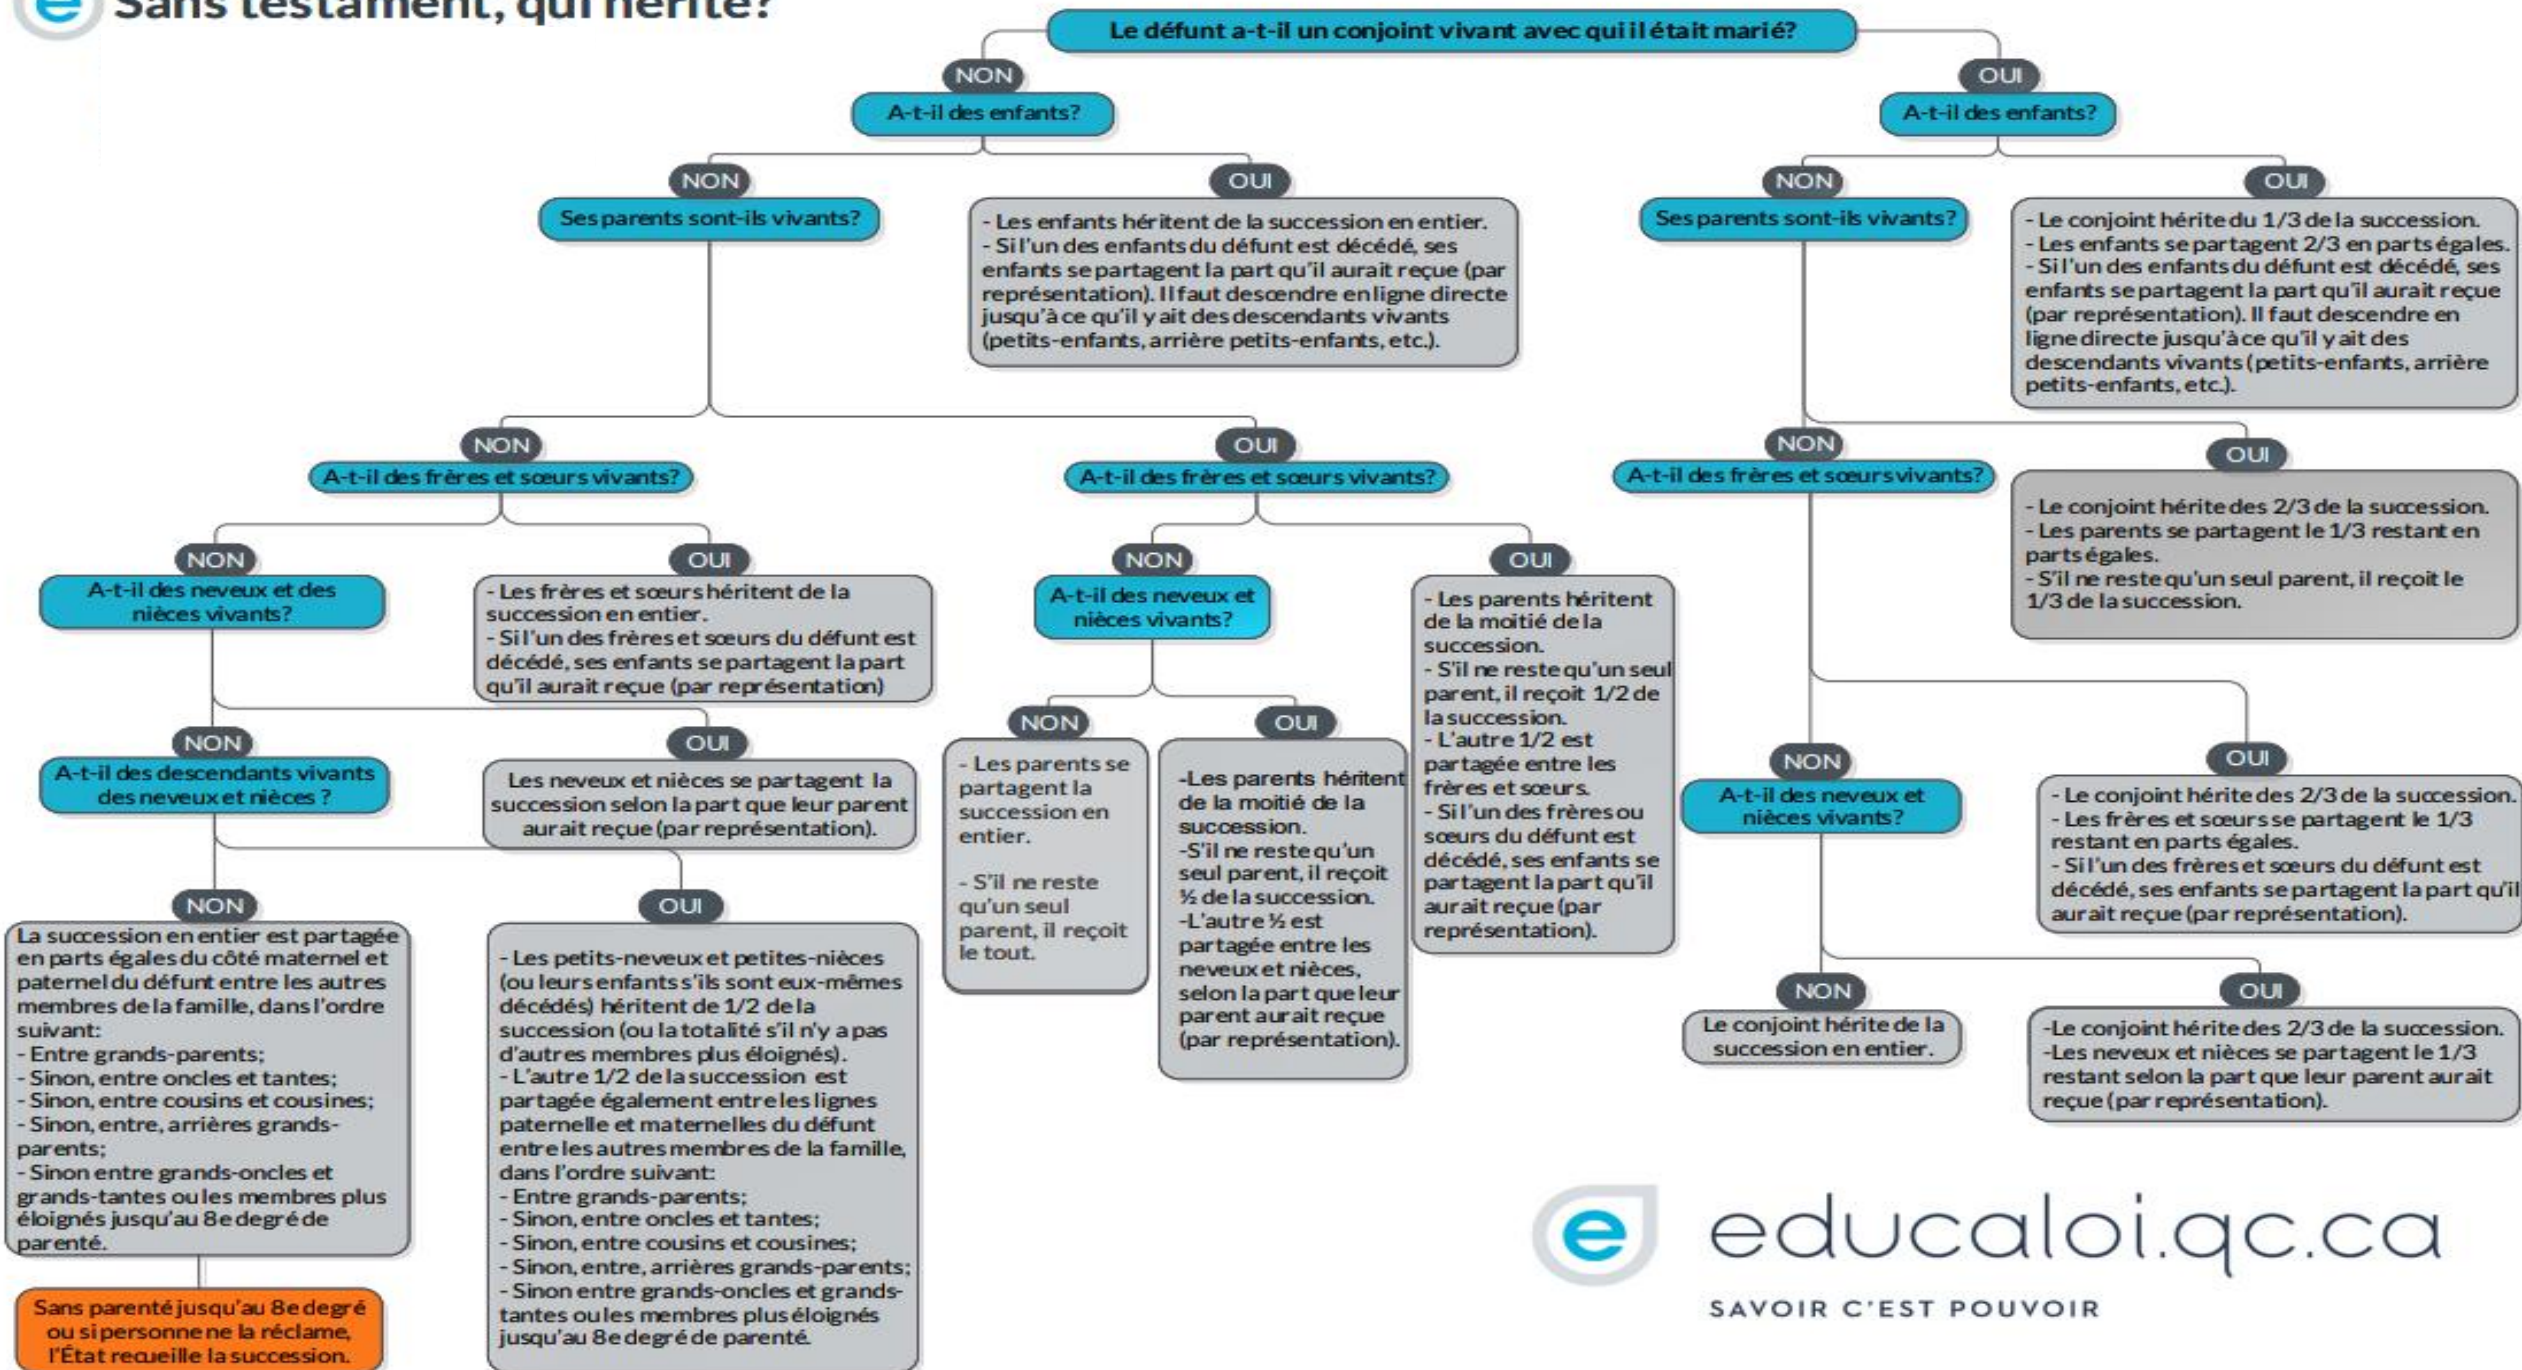 Sans testament, qui hérite?
Le défunt a-t-il un conjoint vivant avec qui il était marié?
NON
OUI
A-t-il des enfants?
A-t-il des enfants?
NON
OUI
NON
OUI
Ses parents sont-ils vivants?
- Les enfants héritent de la succession en entier.
- Si l'un des enfants du défunt est décédé, ses
enfants se partagent la part qu'il aurait reçue (par
représentation). Il faut descendre en ligne directe
jusqu'à ce qu'il y ait des descendants vivants
(petits-enfants, arrière petits-enfants, etc.).
Ses parents sont-ils vivants?
- Le conjoint hérite du 1/3 de la succession.
- Les enfants se partagent 2/3 en parts égales.
- Si l'un des enfants du défunt est décédé, ses
enfants se partagent la part qu'il aurait reçue
(par représentation). Il faut descendre en
ligne directe jusqu'à ce qu'il y ait des
descendants vivants (petits-enfants, arrière
petits-enfants, etc.).
NON
OUI
NON
OUI
A-t-il des frères et sœurs vivants?
A-t-il des frères et sœurs vivants?
A-t-il des frères et sœurs vivants?
- Le conjoint hérite des 2/3 de la succession.
- Les parents se partagent le 1/3 restant en
parts égales.
- S'il ne reste qu'un seul parent, il reçoit le
1/3 de la succession.
NON
OUI
NON
OUI
A-t-il des neveux et des
nièces vivants?
- Les frères et sœurs héritent de la
succession en entier.
- Si l'un des frères et sœurs du défunt est
décédé, ses enfants se partagent la part
qu'il aurait reçue (par représentation)
A-t-il des neveux et
nièces vivants?
- Les parents héritent
de la moitié de la
succession.
- S'il ne reste qu'un seul
parent, il reçoit 1/2 de
la succession.
- L'autre 1/2 est
partagée entre les
frères et sœurs.
- Si l'un des frères ou
sœurs du défunt est
décédé, ses enfants se
partagent la part qu'il
aurait reçue (par
représentation).
NON
OUI
NON
OUI
NON
OUI
A-t-il des descendants vivants
des neveux et nièces ?
Les neveux et nièces se partagent la
succession selon la part que leur parent
aurait reçue (par représentation).
- Les parents se
partagent la
succession en
entier.
- S'il ne reste
qu'un seul
parent, il reçoit
le tout.
-Les parents héritent
de la moitié de la
succession.
-S'il ne reste qu'un
seul parent, il reçoit
½ de la succession.
-L'autre ½ est
partagée entre les
neveux et nièces,
selon la part que leur
parent aurait reçue
(par représentation).
A-t-il des neveux et
nièces vivants?
- Le conjoint hérite des 2/3 de la succession.
- Les frères et sœurs se partagent le 1/3
restant en parts égales.
- Si l'un des frères et sœurs du défunt est
décédé, ses enfants se partagent la part qu'il
aurait reçue (par représentation).
NON
OUI
NON
OUI
La succession en entier est partagée
en parts égales du côté maternel et
paternel du défunt entre les autres
membres de la famille, dans l'ordre
suivant:
- Entre grands-parents;
- Sinon, entre oncles et tantes;
- Sinon, entre cousins et cousines;
- Sinon, entre, arrières grands-
parents;
- Sinon entre grands-oncles et
grands-tantes ou les membres plus
éloignés jusqu'au 8e degré de
parenté.
- Les petits-neveux et petites-nièces
(ou leurs enfants s'ils sont eux-mêmes
décédés) héritent de 1/2 de la
succession (ou la totalité s'il n'y a pas
d'autres membres plus éloignés).
- L'autre 1/2 de la succession est
partagée également entre les lignes
paternelle et maternelles du défunt
entre les autres membres de la famille,
dans l'ordre suivant:
- Entre grands-parents;
- Sinon, entre oncles et tantes;
- Sinon, entre cousins et cousines;
- Sinon, entre, arrières grands-parents;
- Sinon entre grands-oncles et grands-
tantes ou les membres plus éloignés
jusqu'au 8e degré de parenté.
Le conjoint hérite de la
succession en entier.
-Le conjoint hérite des 2/3 de la succession.
-Les neveux et nièces se partagent le 1/3
restant selon la part que leur parent aurait
reçue (par représentation).
Sans parenté jusqu'au 8e degré
ou si personne ne la réclame,
l'État recueille la succession.
e educaloi.qc.ca
SAVOIR C'EST POUVOIR